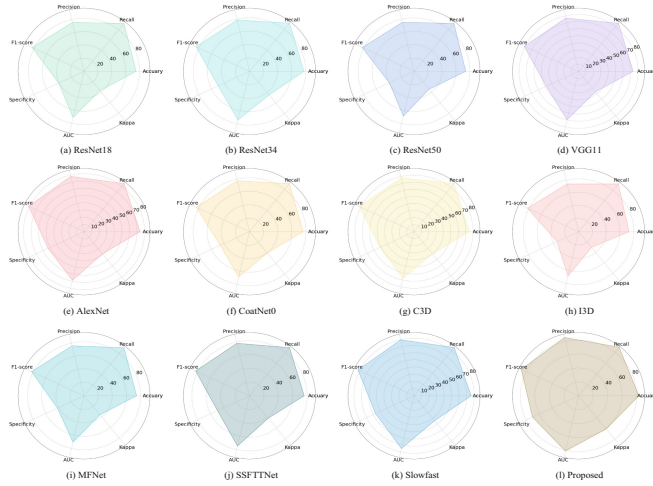 Precision
Recall
F1-score
80
60
40
20
Accuary
Specificity
Kappa
AUC
(a) ResNet18
Precision
Recall
F1-score
80
60
40
20
Accuary
Specificity
Kappa
AUC
(b) ResNet34
Precision
Recall
F1-score
80
60
40
20
Accuary
Specificity
Kappa
AUC
(c) ResNet50
Precision
Recall
F1-score
10 20 30 40 50 60 70 80
Accuary
Specificity
Kappa
AUC
(d) VGG11
Precision
Recall
F1-score
10 20 30 40 50 60 70 80
Accuary
Specificity
Kappa
AUC
(e) AlexNet
Precision
Recall
F1-score
80
60
40
20
Accuary
Specificity
Kappa
AUC
(f) CoatNet0
Precision
Recall
F1-score
10 20 30 40 50 60 70 80
Accuary
Specificity
Kappa
AUC
(g) C3D
Precision
Recall
F1-score
80
60
40
20
Accuary
Specificity
Kappa
AUC
(h) I3D
Precision
Recall
F1-score
80
60
40
20
Accuary
Specificity
Kappa
AUC
(i) MFNet
Precision
Recall
F1-score
80
60
40
20
Accuary
Specificity
Kappa
AUC
(j) SSFTTNet
Precision
Recall
F1-score
10 20 30 40 50 60 70 80
Accuary
Specificity
Kappa
AUC
(k) Slowfast
Precision
Recall
F1-score
80
60
40
20
Accuary
Specificity
Kappa
AUC
(l) Proposed